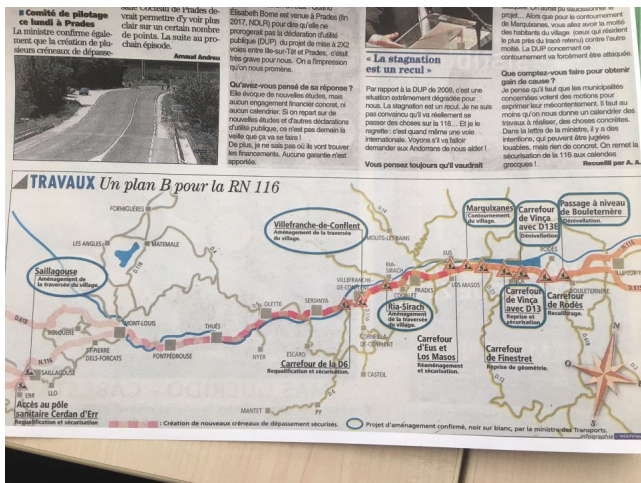 ■ Comité de pilotage
ce lundi à Prades
La ministre confirme égale-
ment que la création de plu-
sieurs créneaux de dépasse-
vrait permettre d'y voir plus
clair sur un certain nombre
de points. La suite au pro-
chain épisode.
Arnaud Andreu
Elisabeth Borne est venue à Prades (fin
2017, NDLR) pour dire qu'elle ne
prorogerait pas la déclaration d'utilité
publique (DUP) du projet de mise à 2X2
voies entre Ille-sur-Têt et Prades, c'était
très grave pour nous. On a l'impression
qu'on nous promène.
Qu'avez-vous pensé de sa réponse ?
Elle évoque de nouvelles études, mais
aucun engagement financier concret, ni
aucun calendrier. Si on repart sur de
nouvelles études et d'autres déclarations
d'utilité publique, ce n'est pas demain la
veille que ça va se faire !
De plus, je ne sais pas où ils vont trouver
les financements. Aucune garantie n'est
apportée.
« La stagnation
est un recul »
Par rapport à la DUP de 2008, c'est une
situation extrêmement dégradée pour
nous. La stagnation est un recul. Je ne suis
pas convaincu qu'il va réellement se
passer des choses sur la 116... Et je le
regrette : c'est quand même une voie
internationale. Voyons s'il va falloir
demander aux Andorrans de nous aider !
Vous pensez toujours qu'il vaudrait
projet... Alors que pour le contournement
de Marquixanes, vous allez avoir la moitié
des habitants du village (ceux qui résident
le plus près du tracé retenu) contre l'autre
moitié. La DUP concernant ce
contournement va forcément être attaquée.
Que comptez-vous faire pour obtenir
gain de cause ?
Je pense qu'il faut que les municipalités
concernées votent des motions pour
exprimer leur mécontentement. Il faut au
moins qu'on nous donne un calendrier des
travaux à réaliser, des choses concrètes.
Dans la lettre de la ministre, il y a des
intentions, qui peuvent être jugées
louables, mais rien de concret. On remet la
sécurisation de la 116 aux calendes
grecques !
Recueilli par A. A.
TRAVAUX Un plan B pour la RN 116
FORMIGUÈRES
LES ANGLES
MATEMALE
D.118
Saillagouse
Aménagement de
la traversée du village.
D.618
BOLQUÈRE
MONT-LOUIS
ST-PIERRE
DELS-FORCATS
N.116
SAILLAGOUSE
ERR
LLO
Accès au pôle
sanitaire Cerdan d'Err
Requalification et sécurisation
FONTPÉDROUSE
THUÈS
OLETTE
SERDINYA
NYER
ESCARO
MANTET
PY
Carrefour de la D6
Requalification et sécurisation.
Villefranche-de-Conflent
Aménagement de la traversée
du village.
VILLEFRANCHE-
DE-CONFLENT
MOLITG-LES-BAINS
D.14
RIA-
SIRACH
CODALET
PRADES
D.116
CORNEILLA-
DE-CONFLENT
CASTEIL
Ria-Sirach
Aménagement
de la traversée
du village.
EUS
LOS MASOS
Carrefour
d'Eus et
Los Masos
Réaménagement
et sécurisation.
Marquixanes
Contournement
du village.
Carrefour
de Vinça
avec D13E
Dénivellation.
Passage à niveau
de Bouleternère
Dénivellation.
RODÈS
Carrefour
de Vinça
avec D13
Reprise et
sécurisation.
BOULETERNÈRE
Carrefour
de Rodès
Recalibrage.
Carrefour
de Finestret
Reprise de géométrie.
N.116
D.618
D.13
N
O
S
: Création de nouveaux créneaux de dépassement sécurisés.
Projet d'aménagement confirmé, noir sur blanc, par la ministre des Transports.
infographie